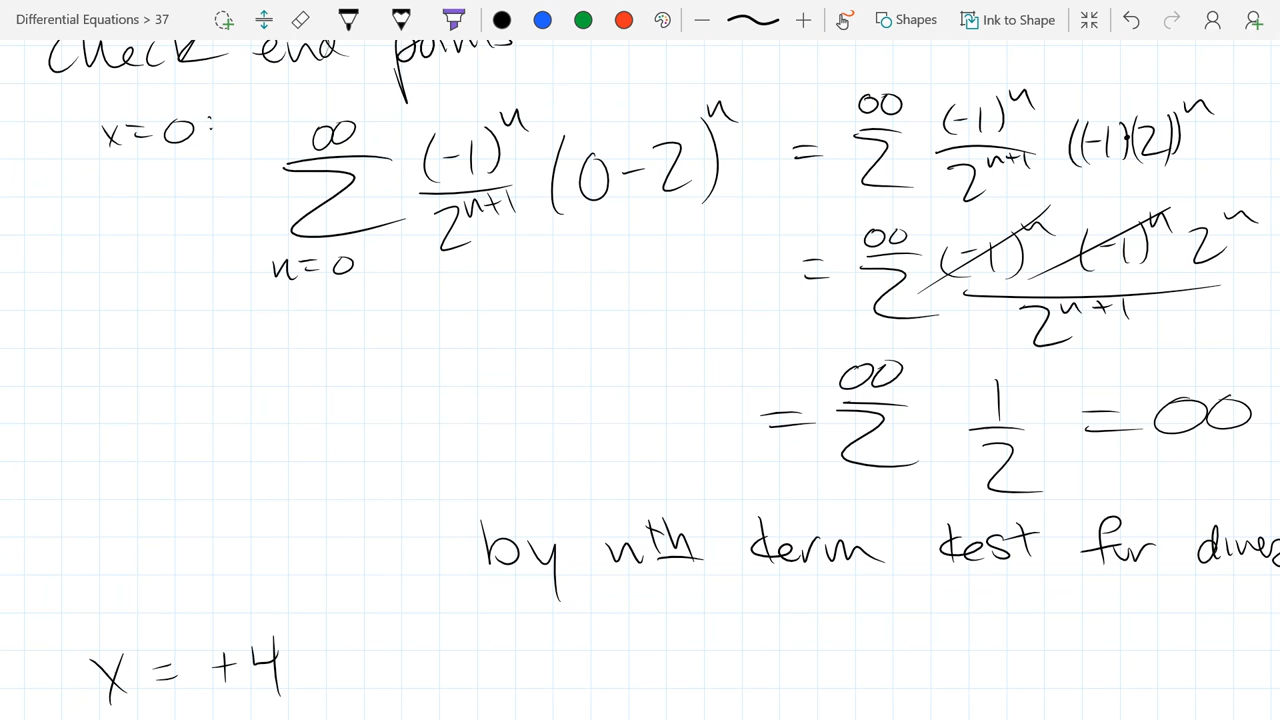 Differential Equations > 37
Shapes
Ink to Shape
check end points
x=0: ∞ Σ n=0 (-1)^n / 2^(n+1) (0-2)^n = ∞ Σ (-1)^n / 2^(n+1) ((-1)·(2))^n
= ∞ Σ (-1)^n (-1)^n 2^n / 2^(n+1)
= ∞ Σ 1/2 = ∞
by nth term test for diverg
x = +4